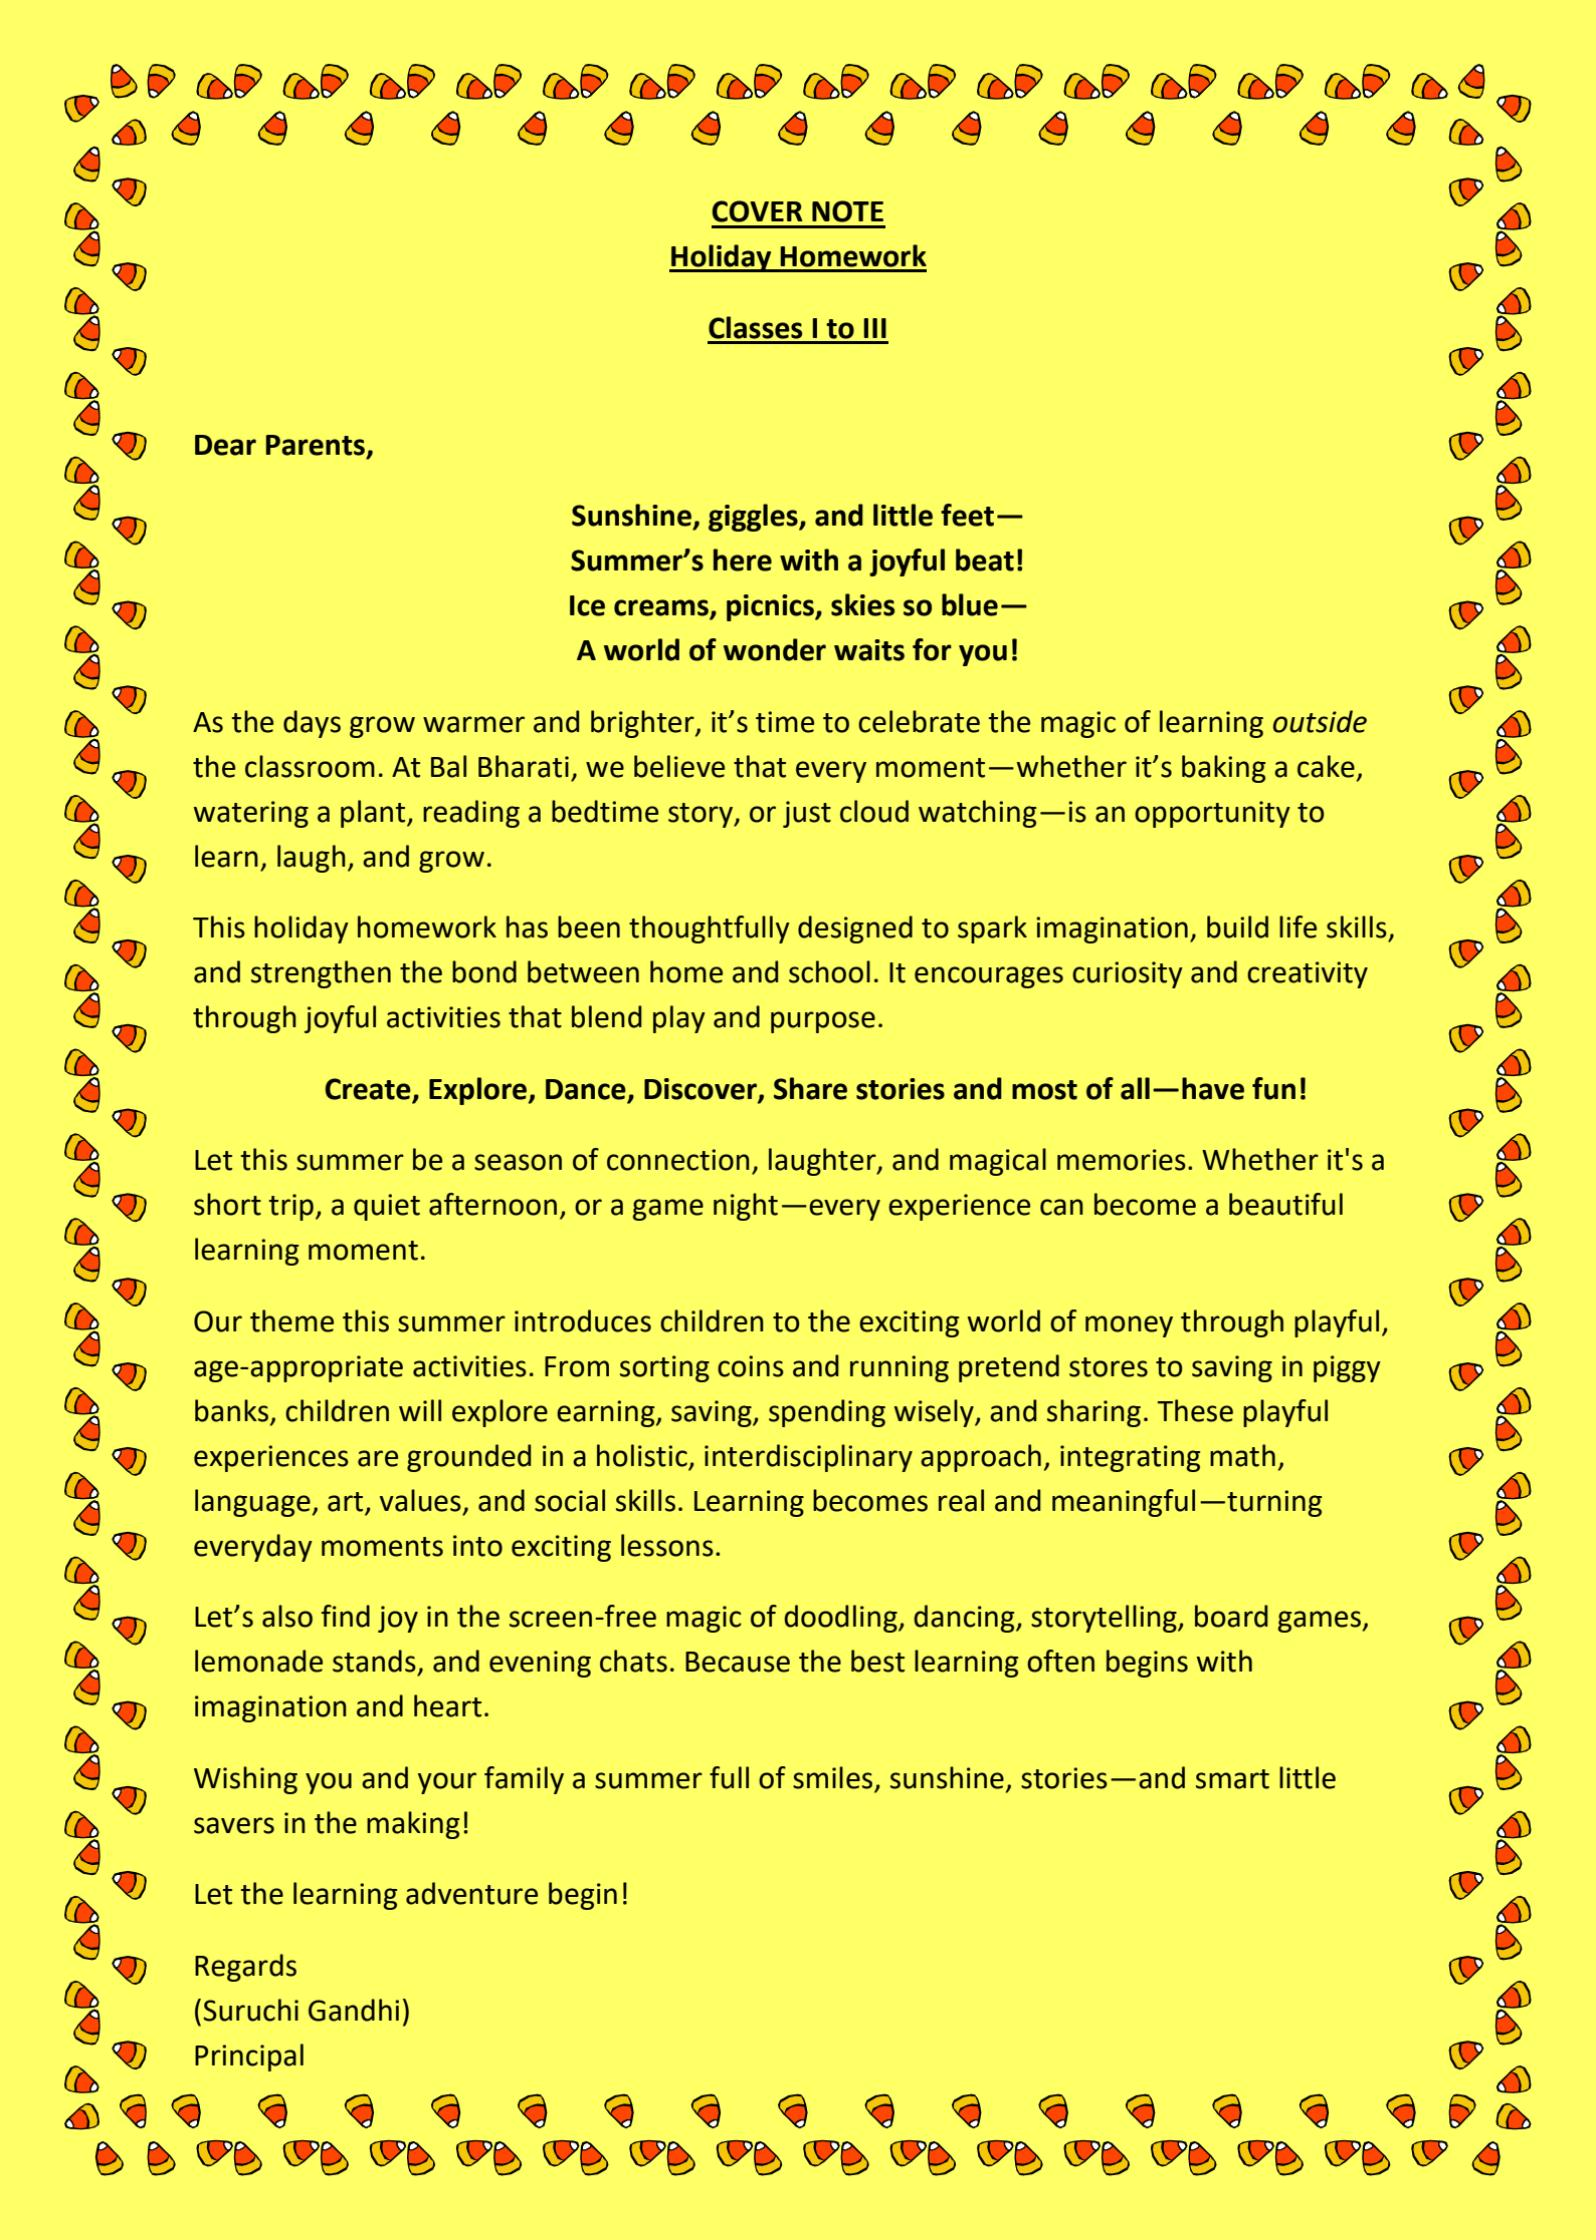 COVER NOTE
Holiday Homework
Classes I to III
Dear Parents,
Sunshine, giggles, and little feet—
Summer’s here with a joyful beat!
Ice creams, picnics, skies so blue—
A world of wonder waits for you!
As the days grow warmer and brighter, it’s time to celebrate the magic of learning outside
the classroom. At Bal Bharati, we believe that every moment—whether it’s baking a cake,
watering a plant, reading a bedtime story, or just cloud watching—is an opportunity to
learn, laugh, and grow.
This holiday homework has been thoughtfully designed to spark imagination, build life skills,
and strengthen the bond between home and school. It encourages curiosity and creativity
through joyful activities that blend play and purpose.
Create, Explore, Dance, Discover, Share stories and most of all—have fun!
Let this summer be a season of connection, laughter, and magical memories. Whether it's a
short trip, a quiet afternoon, or a game night—every experience can become a beautiful
learning moment.
Our theme this summer introduces children to the exciting world of money through playful,
age-appropriate activities. From sorting coins and running pretend stores to saving in piggy
banks, children will explore earning, saving, spending wisely, and sharing. These playful
experiences are grounded in a holistic, interdisciplinary approach, integrating math,
language, art, values, and social skills. Learning becomes real and meaningful—turning
everyday moments into exciting lessons.
Let’s also find joy in the screen-free magic of doodling, dancing, storytelling, board games,
lemonade stands, and evening chats. Because the best learning often begins with
imagination and heart.
Wishing you and your family a summer full of smiles, sunshine, stories—and smart little
savers in the making!
Let the learning adventure begin!
Regards
(Suruchi Gandhi)
Principal